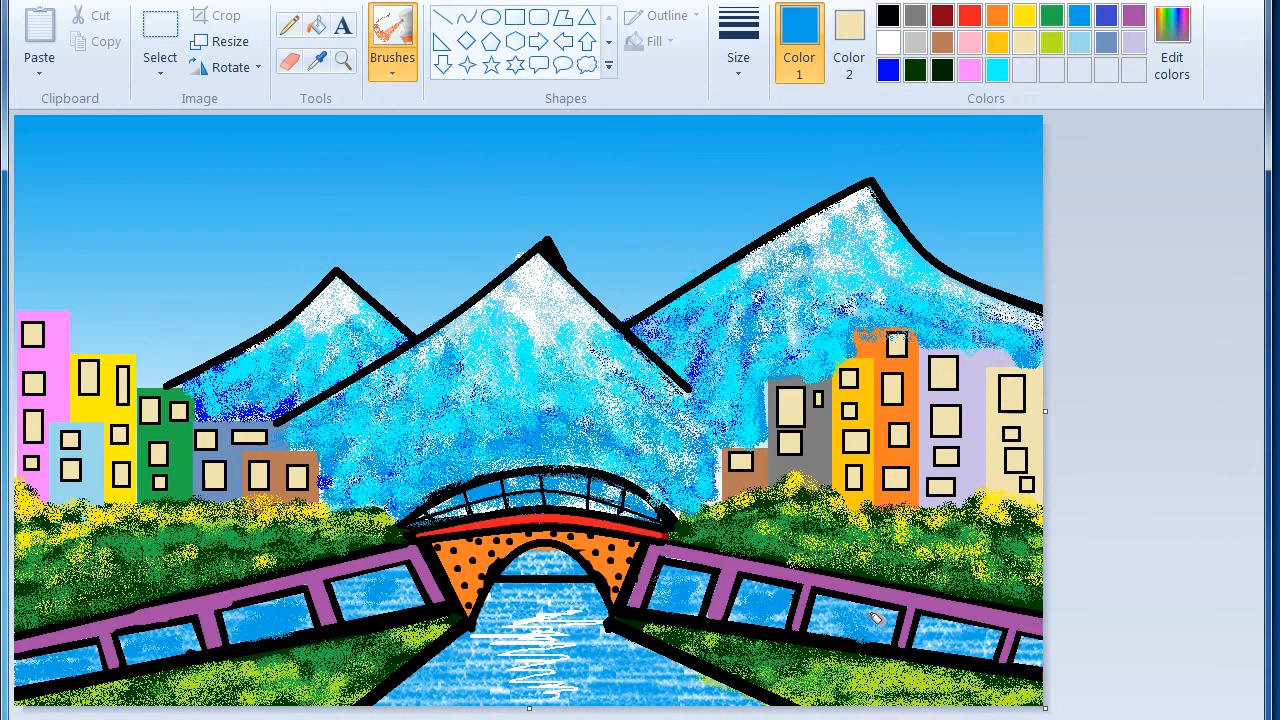 Cut
Crop
Outline
Copy
Resize
Fill
Paste
Select
Rotate
Brushes
Size
Color
1
Color
2
Edit
colors
Clipboard
Image
Tools
Shapes
Colors
A